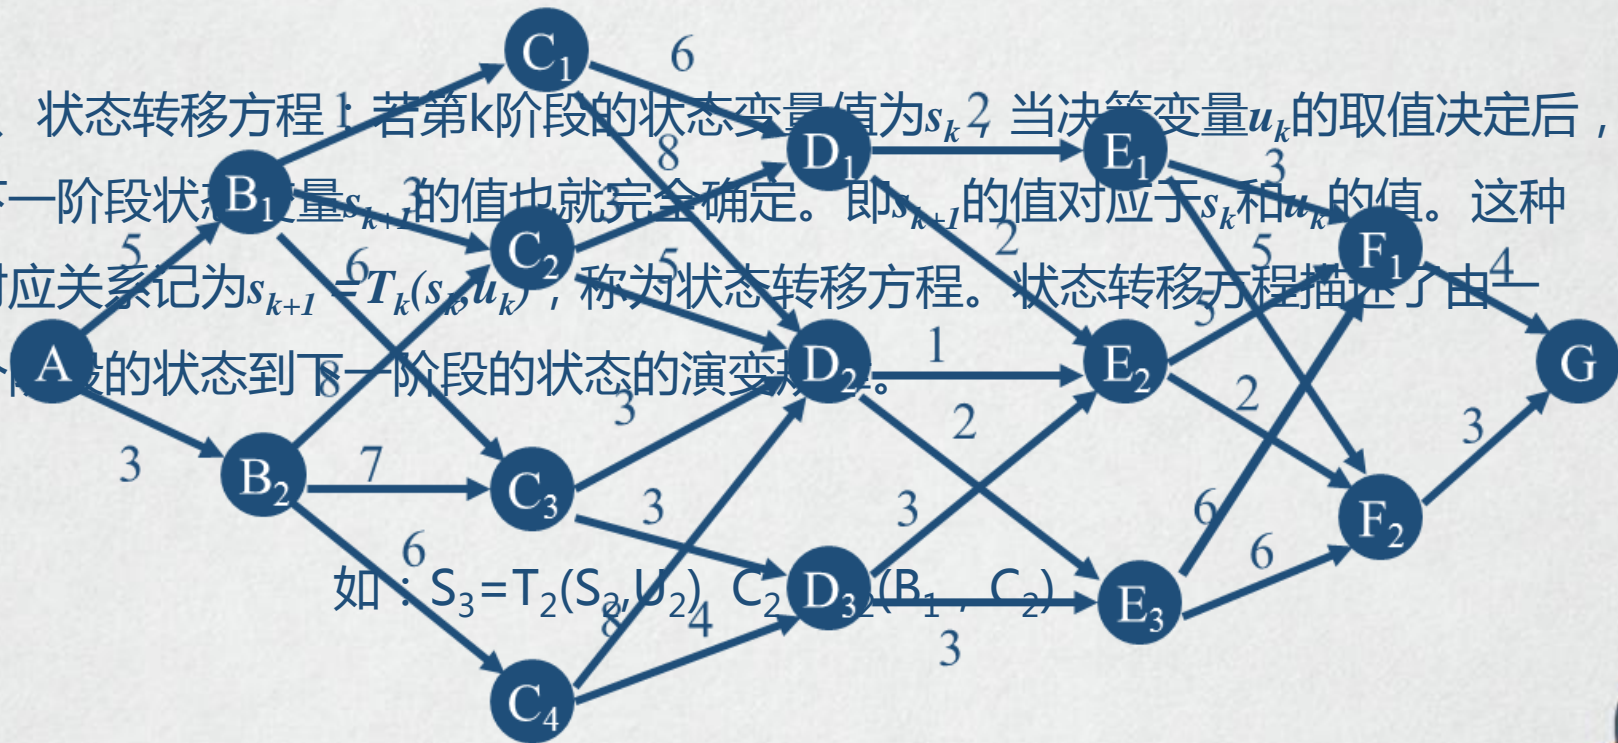 、状态转移方程：若第k阶段的状态变量值为sₖ，当决策变量uₖ的取值决定后，
下一阶段状态变量sₖ₊₁的值也就完全确定。即sₖ₊₁的值对应于sₖ和uₖ的值。这种
对应关系记为sₖ₊₁ =Tₖ(sₖ,uₖ)，称为状态转移方程。状态转移方程描述了由一
个阶段的状态到下一阶段的状态的演变规律。
如：S₃=T₂(S₂,U₂) C₂ ₂(B₁，C₂)
A
5
3
B₁
B₂
1
3
6
8
7
6
C₁
C₂
C₃
C₄
6
8
3
5
3
3
8
4
D₁
D₂
D₃
2
2
1
2
3
3
E₁
E₂
E₃
3
5
5
2
6
6
F₁
F₂
4
3
G